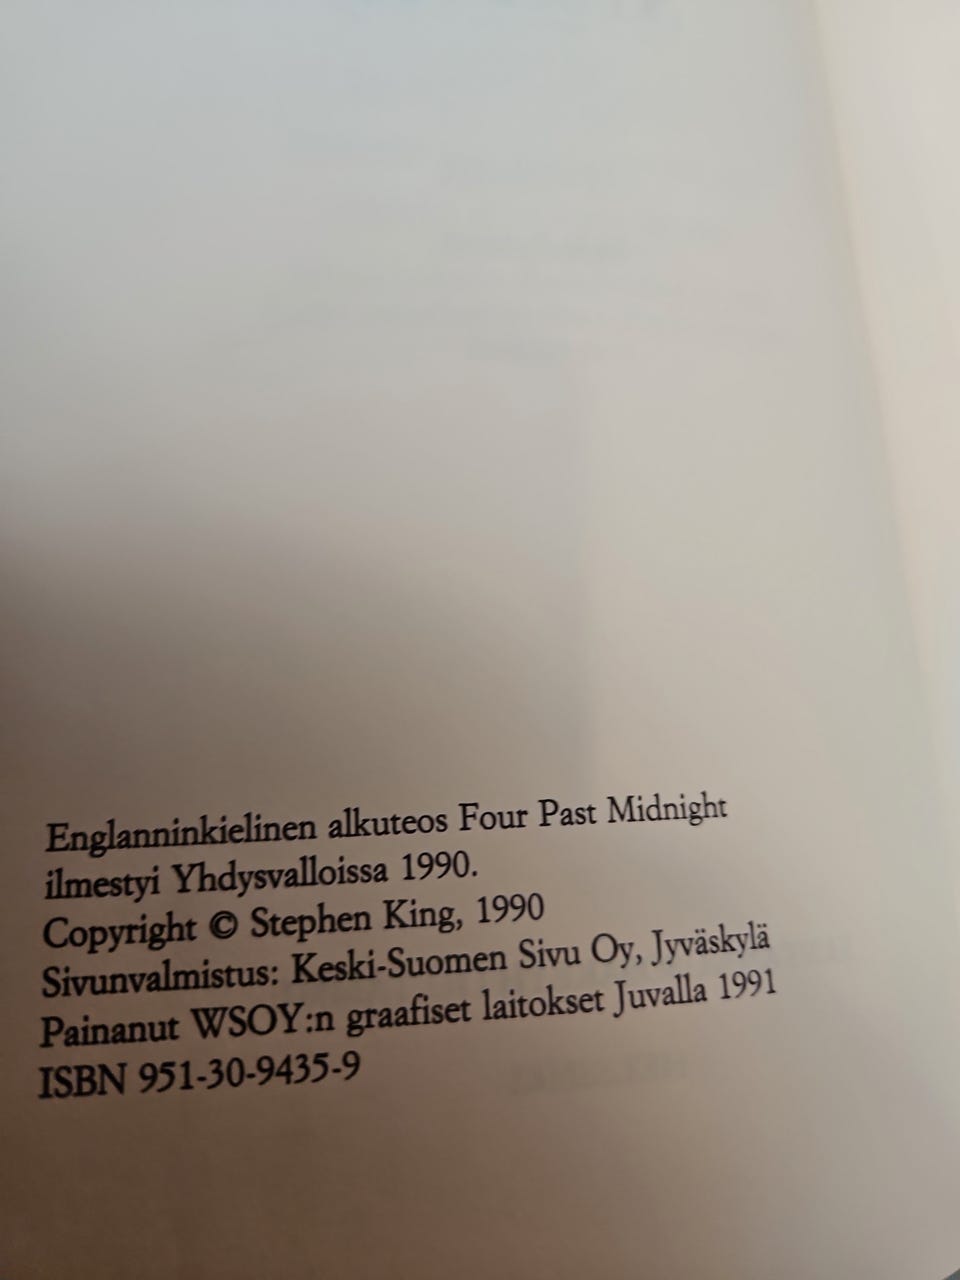 Englanninkielinen alkuteos Four Past Midnight
ilmestyi Yhdysvalloissa 1990.
Copyright © Stephen King, 1990
Sivunvalmistus: Keski-Suomen Sivu Oy, Jyväskylä
Painanut WSOY:n graafiset laitokset Juvalla 1991
ISBN 951-30-9435-9